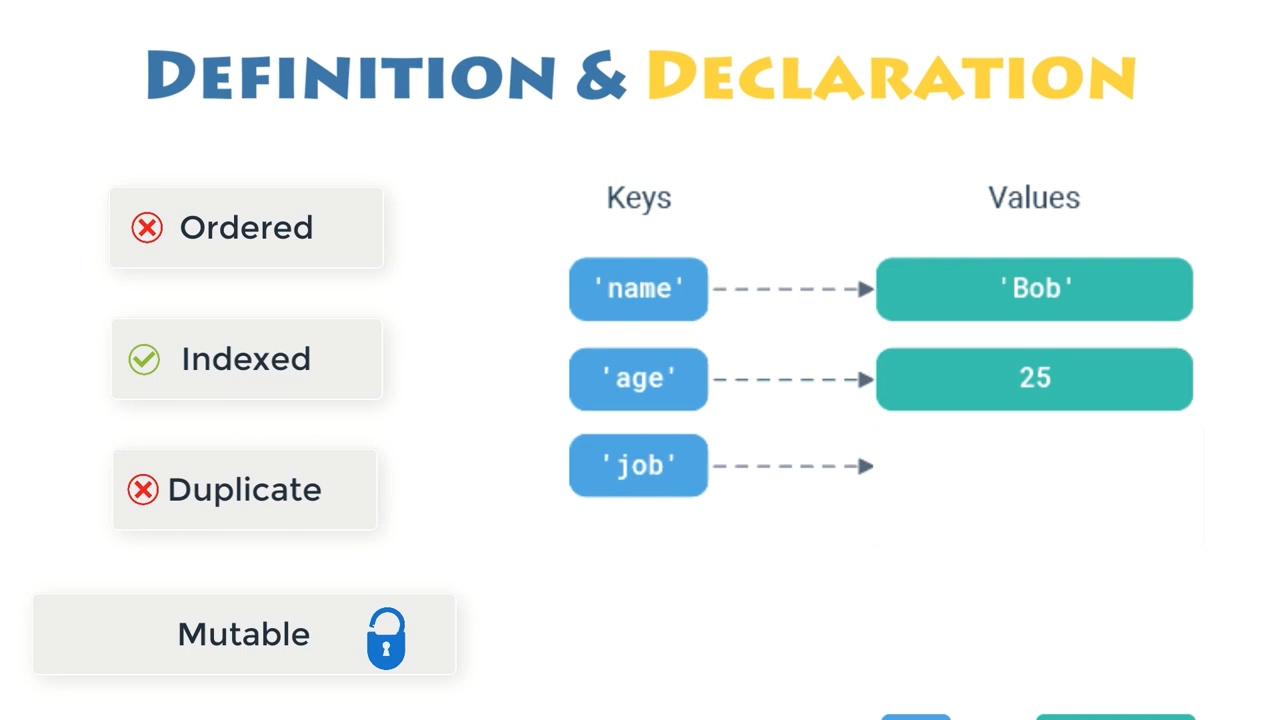 DEFINITION & DECLARATION
Ordered
Indexed
Duplicate
Mutable
Keys Values
'name' 'Bob'
'age' 25
'job'